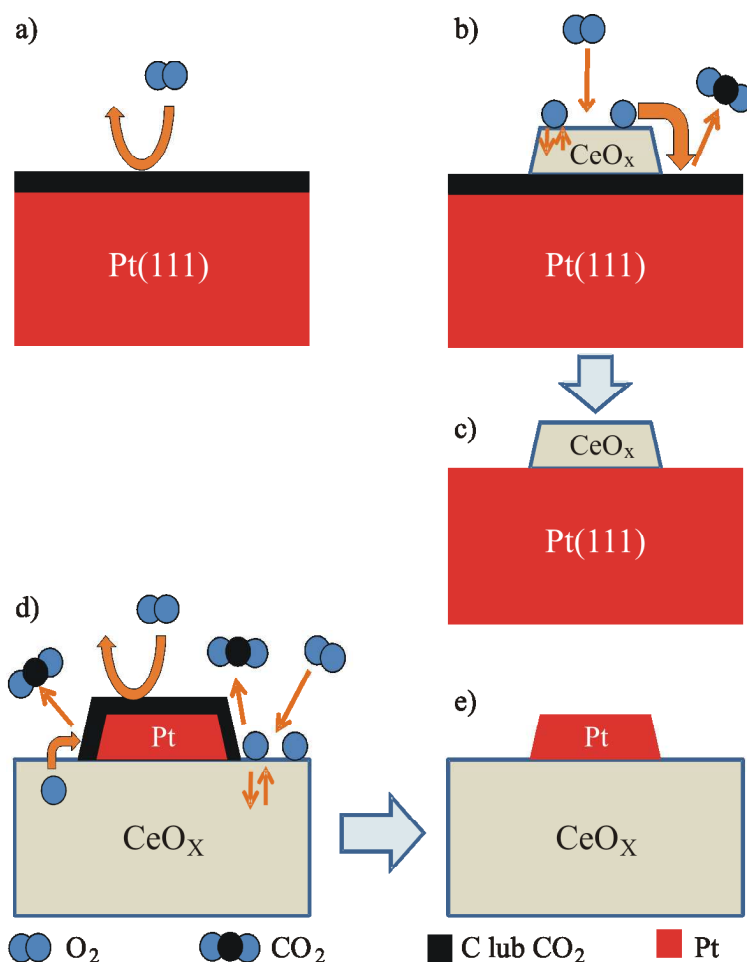 a)
Pt(111)
b)
CeOx
Pt(111)
c)
CeOx
Pt(111)
d)
Pt
CeOX
e)
Pt
CeOX
O2 CO2 C lub CO2 Pt